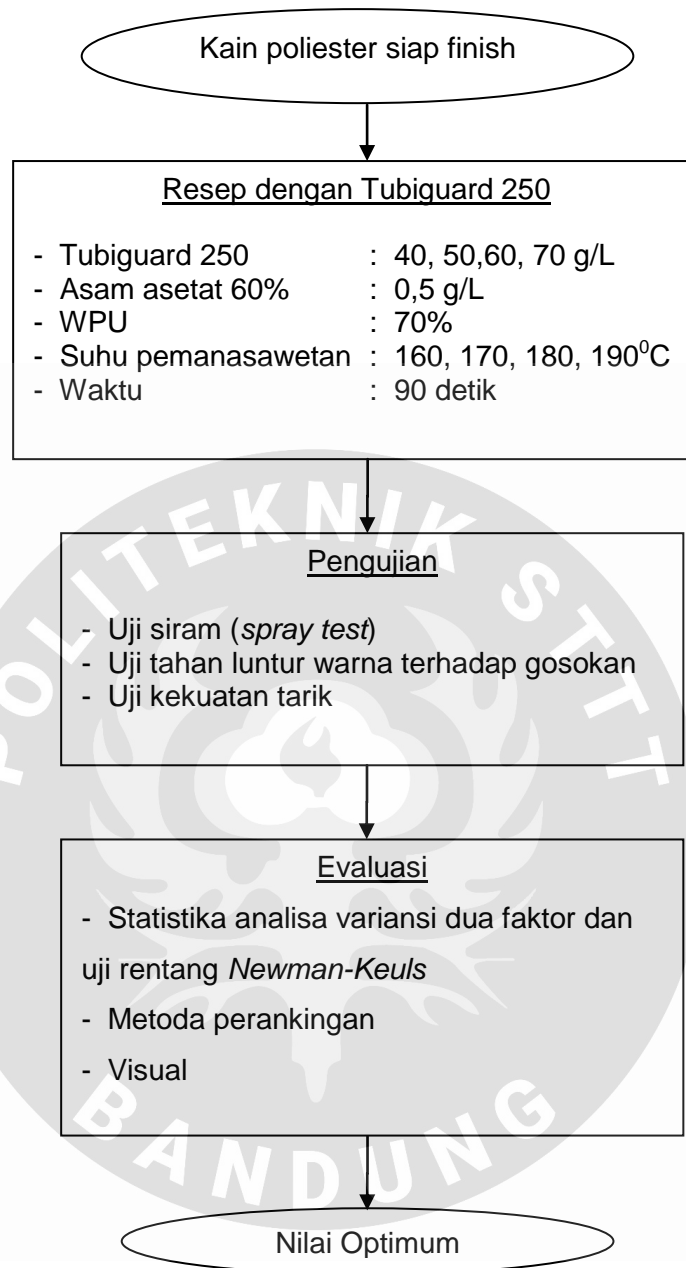 Kain poliester siap finish
Resep dengan Tubiguard 250
- Tubiguard 250 : 40, 50,60, 70 g/L
- Asam asetat 60% : 0,5 g/L
- WPU : 70%
- Suhu pemanasawetan : 160, 170, 180, 190⁰C
- Waktu : 90 detik
Pengujian
- Uji siram (spray test)
- Uji tahan luntur warna terhadap gosokan
- Uji kekuatan tarik
Evaluasi
- Statistika analisa variansi dua faktor dan
uji rentang Newman-Keuls
- Metoda perankingan
- Visual
Nilai Optimum
POLITEKNIK STTT
BANDUNG